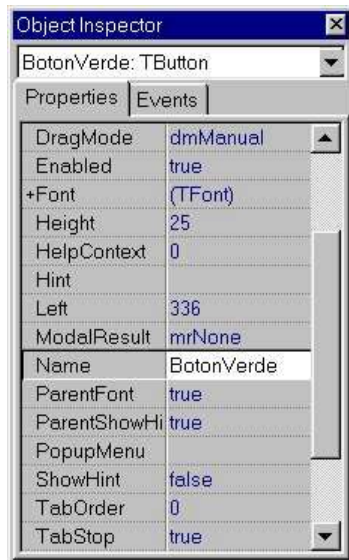 Object Inspector
BotonVerde: TButton
Properties Events
DragMode dmManual
Enabled true
+Font (TFont)
Height 25
HelpContext 0
Hint
Left 336
ModalResult mrNone
Name BotonVerde
ParentFont true
ParentShowHi true
PopupMenu
ShowHint false
TabOrder 0
TabStop true